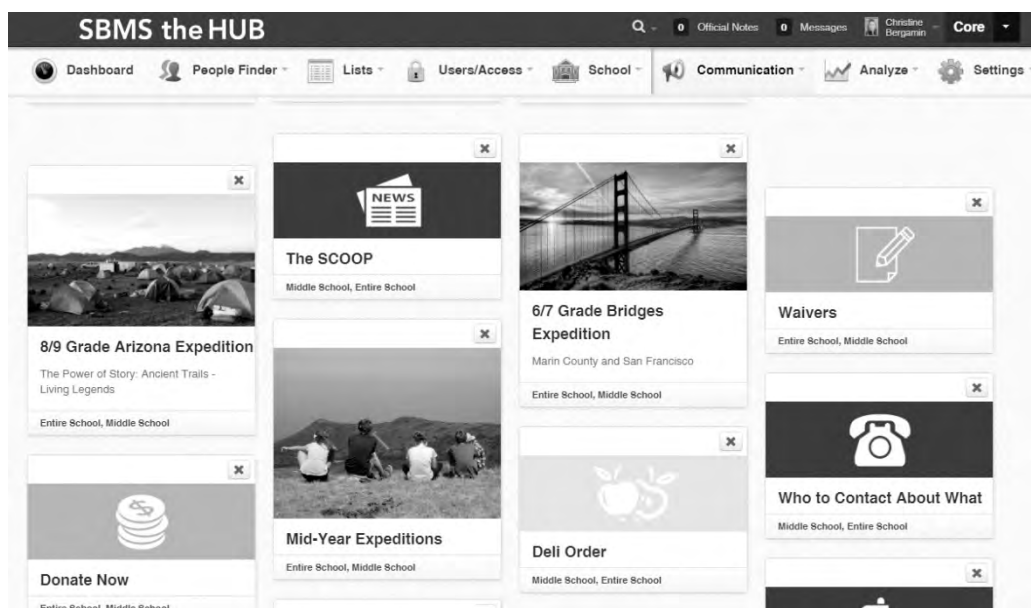 SBMS the HUB
0 Official Notes 0 Messages Christine Bergamin Core
Dashboard People Finder Lists Users/Access School Communication Analyze Settings
8/9 Grade Arizona Expedition
The Power of Story: Ancient Trails -
Living Legends
Entire School, Middle School
Donate Now
Entire School, Middle School
NEWS
The SCOOP
Middle School, Entire School
Mid-Year Expeditions
Entire School, Middle School
6/7 Grade Bridges
Expedition
Marin County and San Francisco
Entire School, Middle School
Deli Order
Middle School, Entire School
Waivers
Entire School, Middle School
Who to Contact About What
Middle School, Entire School